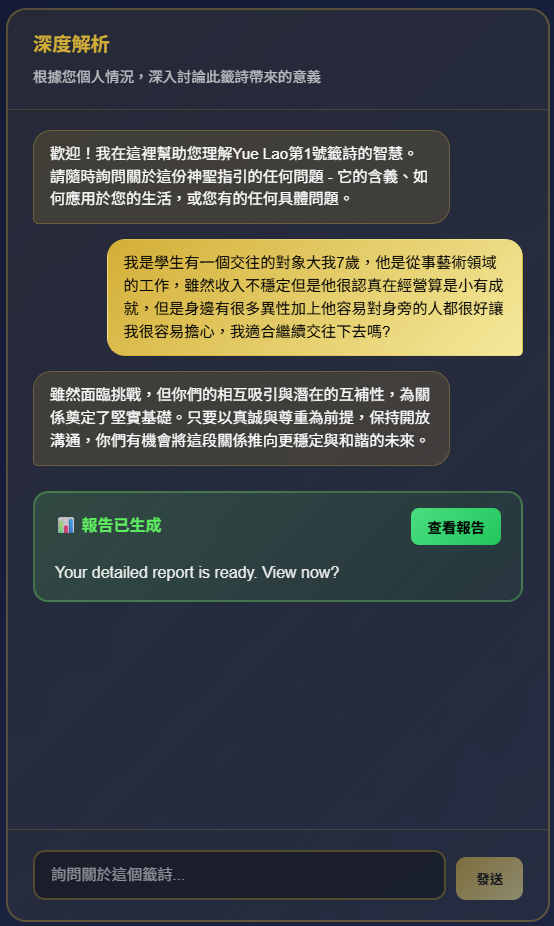 深度解析
根據您個人情況，深入討論此籤詩帶來的意義
歡迎！我在這裡幫助您理解Yue Lao第1號籤詩的智慧。
請隨時詢問關於這份神聖指引的任何問題 - 它的含義、如
何應用於您的生活，或您有的任何具體問題。
我是學生有一個交往的對象大我7歲，他是從事藝術領域
的工作，雖然收入不穩定但是他很認真在經營算是小有成
就，但是身邊有很多異性加上他容易對身旁的人都很好讓
我很容易擔心，我適合繼續交往下去嗎?
雖然面臨挑戰，但你們的相互吸引與潛在的互補性，為關
係奠定了堅實基礎。只要以真誠與尊重為前提，保持開放
溝通，你們有機會將這段關係推向更穩定與和諧的未來。
報告已生成
查看報告
Your detailed report is ready. View now?
詢問關於這個籤詩...
發送